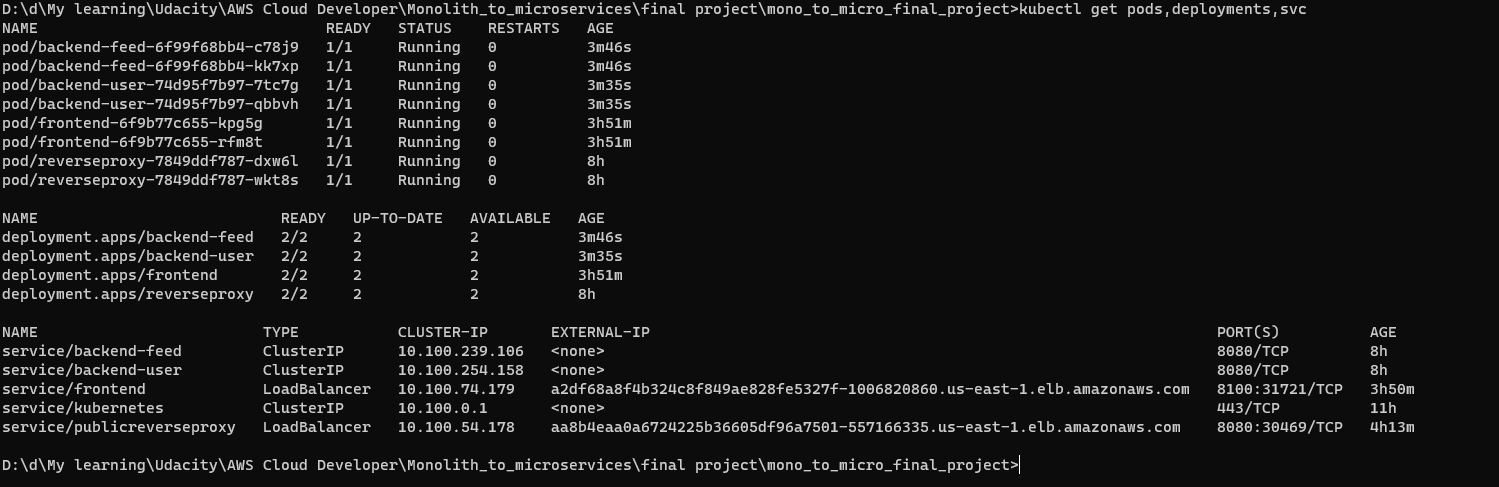 D:\d\My learning\Udacity\AWS Cloud Developer\Monolith_to_microservices\final project\mono_to_micro_final_project>kubectl get pods,deployments,svc
NAME                               READY   STATUS    RESTARTS   AGE
pod/backend-feed-6f99f68bb4-c78j9   1/1     Running   0          3m46s
pod/backend-feed-6f99f68bb4-kk7xp   1/1     Running   0          3m46s
pod/backend-user-74d95f7b97-7tc7g   1/1     Running   0          3m35s
pod/backend-user-74d95f7b97-qbbvh   1/1     Running   0          3m35s
pod/frontend-6f9b77c655-kpg5g       1/1     Running   0          3h51m
pod/frontend-6f9b77c655-rfm8t       1/1     Running   0          3h51m
pod/reverseproxy-7849ddf787-dxw6l   1/1     Running   0          8h
pod/reverseproxy-7849ddf787-wkt8s   1/1     Running   0          8h
NAME                           READY   UP-TO-DATE   AVAILABLE   AGE
deployment.apps/backend-feed   2/2     2            2           3m46s
deployment.apps/backend-user   2/2     2            2           3m35s
deployment.apps/frontend       2/2     2            2           3h51m
deployment.apps/reverseproxy   2/2     2            2           8h
NAME                         TYPE           CLUSTER-IP       EXTERNAL-IP                                                               PORT(S)          AGE
service/backend-feed         ClusterIP      10.100.239.106   <none>                                                                    8080/TCP         8h
service/backend-user         ClusterIP      10.100.254.158   <none>                                                                    8080/TCP         8h
service/frontend             LoadBalancer   10.100.74.179    a2df68a8f4b324c8f849ae828fe5327f-1006820860.us-east-1.elb.amazonaws.com   8100:31721/TCP   3h50m
service/kubernetes           ClusterIP      10.100.0.1       <none>                                                                    443/TCP          11h
service/publicreverseproxy   LoadBalancer   10.100.54.178    aa8b4eaa0a6724225b36605df96a7501-557166335.us-east-1.elb.amazonaws.com    8080:30469/TCP   4h13m
D:\d\My learning\Udacity\AWS Cloud Developer\Monolith_to_microservices\final project\mono_to_micro_final_project>